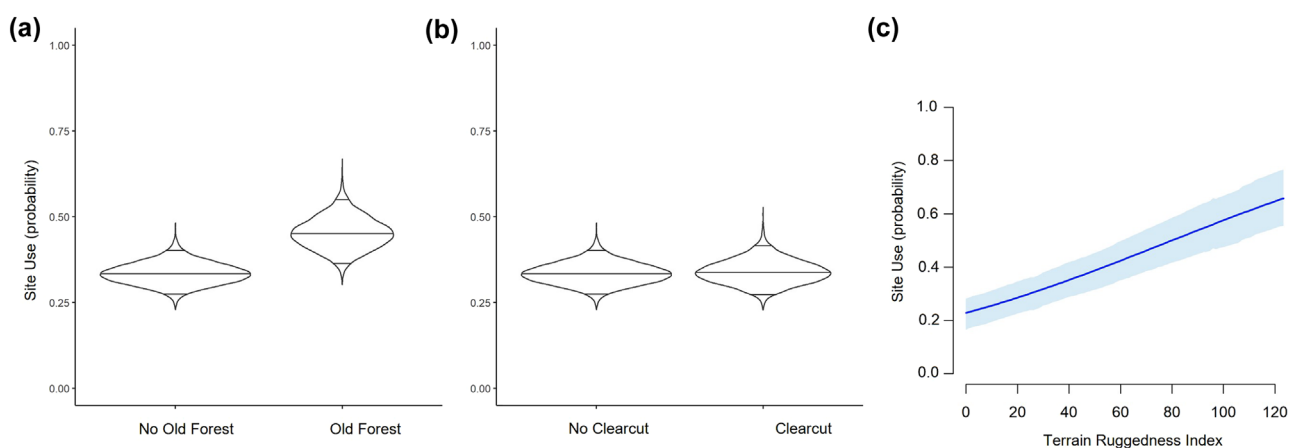 (a)
Site Use (probability)
1.00
0.75
0.50
0.25
0.00
No Old Forest Old Forest
(b)
1.00
0.75
0.50
0.25
0.00
No Clearcut Clearcut
(c)
Site Use (probability)
1.0
0.8
0.6
0.4
0.2
0.0
0 20 40 60 80 100 120
Terrain Ruggedness Index